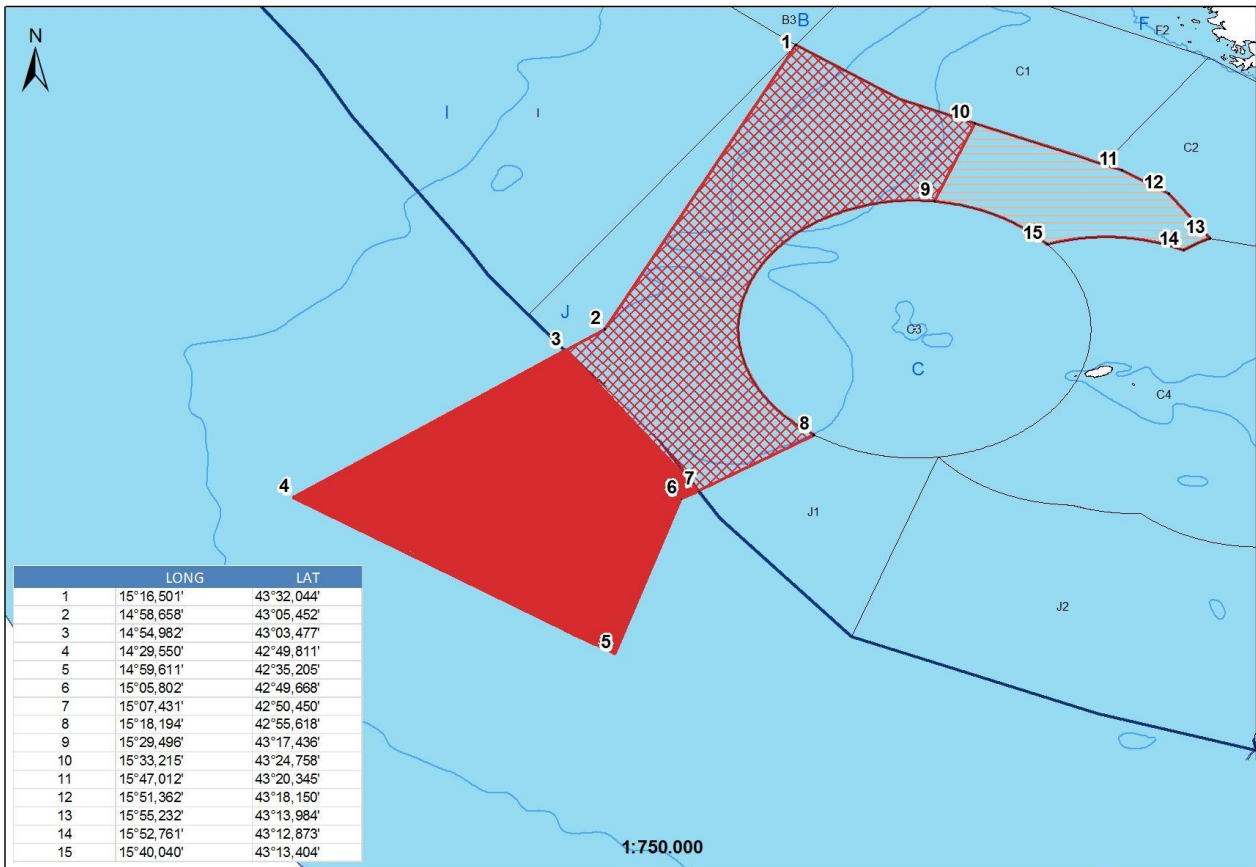 N
B3
B
F
F2
1
I
I
C1
10
C2
11
12
9
13
15
14
J
2
3
C3
C
C4
8
4
6
7
J1
J2
5
LONG LAT
1 15°16,501' 43°32,044'
2 14°58,658' 43°05,452'
3 14°54,982' 43°03,477'
4 14°29,550' 42°49,811'
5 14°59,611 42°35,205'
6 15°05,802' 42°49,668'
7 15°07,431' 42°50,450'
8 15°18,194' 42°55,618'
9 15°29,496' 43°17,436'
10 15°33,215' 43°24,758'
11 15°47,012' 43°20,345'
12 15°51,362' 43°18,150'
13 15°55,232' 43°13,984'
14 15°52,761' 43°12,873'
15 15°40,040' 43°13,404'
1:750.000